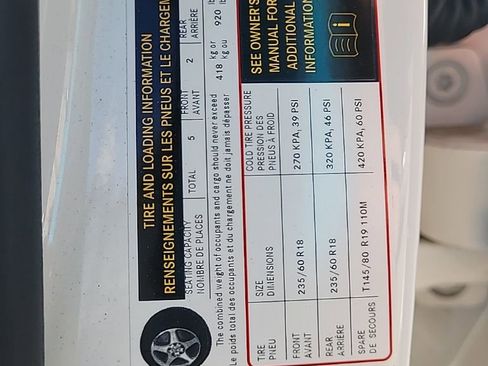 TIRE AND LOADING INFORMATION
RENSEIGNEMENTS SUR LES PNEUS ET LE CHARGEM
SEATING CAPACITY
NOMBRE DE PLACES
TOTAL 5
FRONT
AVANT
2
REAR
ARRIÈRE
The combined weight of occupants and cargo should never exceed 418 kg or 920 lb
Le poids total des occupants et du chargement ne doit jamais dépasser 418 kg ou 920
TIRE
PNEU
SIZE
DIMENSIONS
COLD TIRE PRESSURE
PRESSION DES
PNEUS À FROID
FRONT
AVANT
235/60 R18
270 KPA, 39 PSI
REAR
ARRIÈRE
235/60 R18
320 KPA, 46 PSI
SPARE
DE SECOURS
T145/80 R19 110M
420 KPA, 60 PSI
SEE OWNER'S
MANUAL FOR
ADDITIONAL
INFORMATION